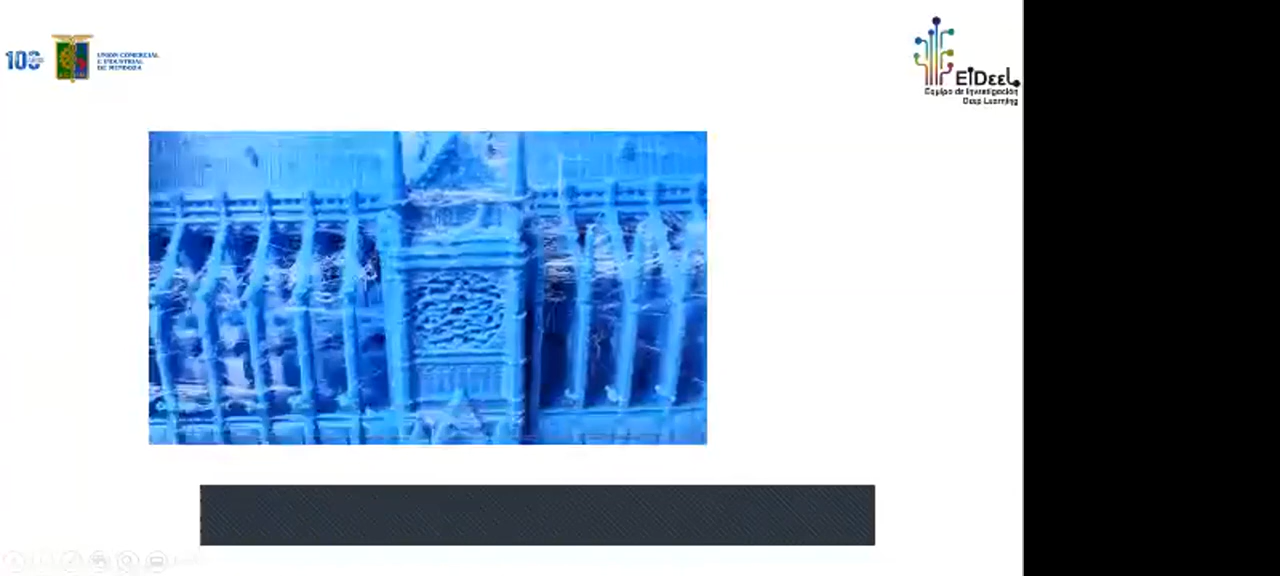 100
UNION COMERCIAL
E INDUSTRIAL
DE MENDOZA
EIDeeL
Equipo de Investigación
Deep Learning